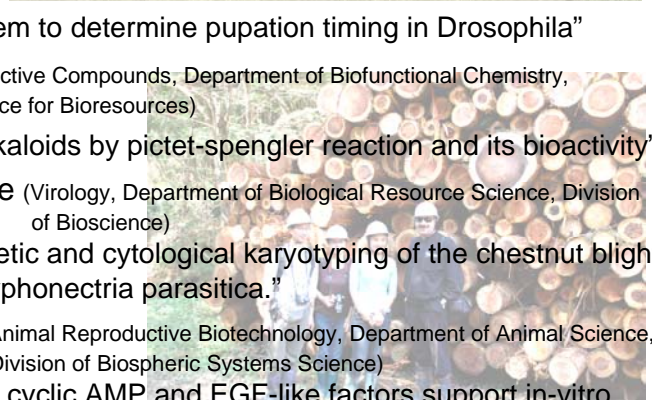 em to determine pupation timing in Drosophila”
ctive Compounds, Department of Biofunctional Chemistry,
ce for Bioresources)
kaloids by pictet-spengler reaction and its bioactivity”
e (Virology, Department of Biological Resource Science, Division
of Bioscience)
etic and cytological karyotyping of the chestnut bligh
yphonectria parasitica.”
Animal Reproductive Biotechnology, Department of Animal Science,
Division of Biospheric Systems Science)
cyclic AMP and EGF-like factors support in-vitro